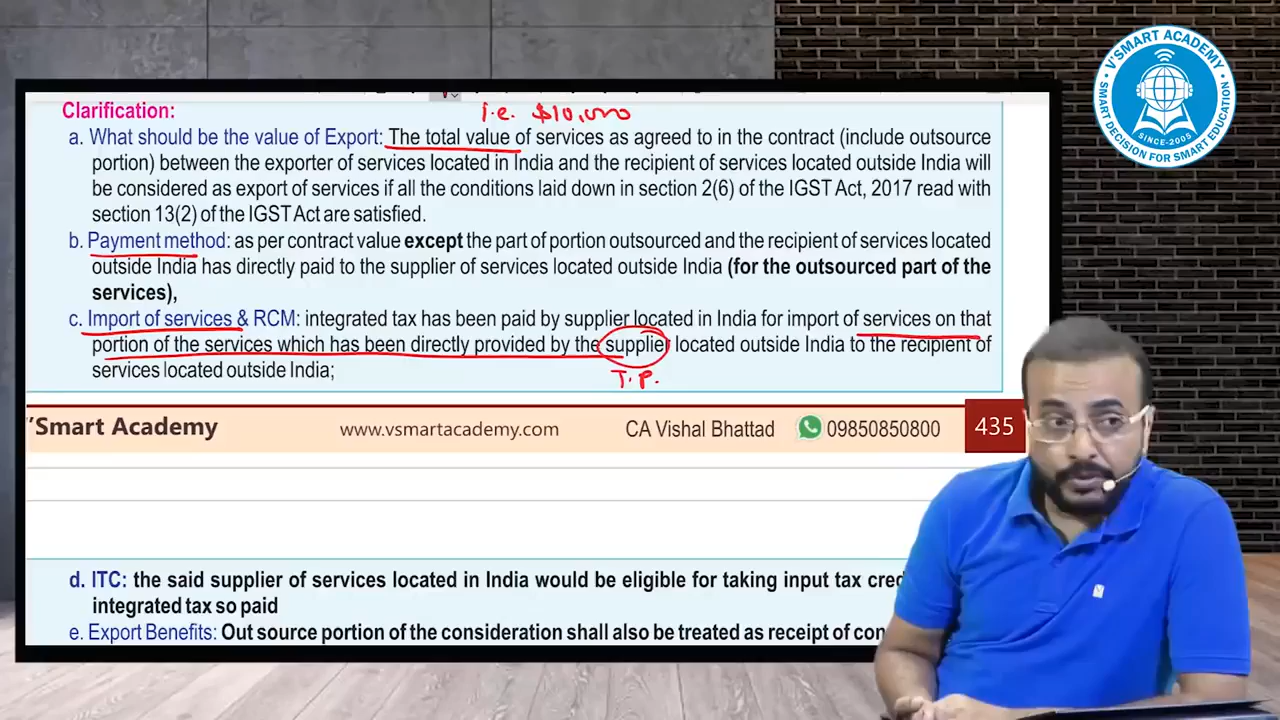 V'SMART ACADEMY
SINCE-2005
SMART DECISION FOR SMART EDUCATION
Clarification:
i.e. $10,000
a. What should be the value of Export: The total value of services as agreed to in the contract (include outsource
portion) between the exporter of services located in India and the recipient of services located outside India will
be considered as export of services if all the conditions laid down in section 2(6) of the IGST Act, 2017 read with
section 13(2) of the IGST Act are satisfied.
b. Payment method: as per contract value except the part of portion outsourced and the recipient of services located
outside India has directly paid to the supplier of services located outside India (for the outsourced part of the
services),
c. Import of services & RCM: integrated tax has been paid by supplier located in India for import of services on that
portion of the services which has been directly provided by the supplier located outside India to the recipient of
T.P.
services located outside India;
'Smart Academy www.vsmartacademy.com CA Vishal Bhattad 09850850800 435
d. ITC: the said supplier of services located in India would be eligible for taking input tax
integrated tax so paid
e. Export Benefits: Out source portion of the consideration shall also be treated as receipt of